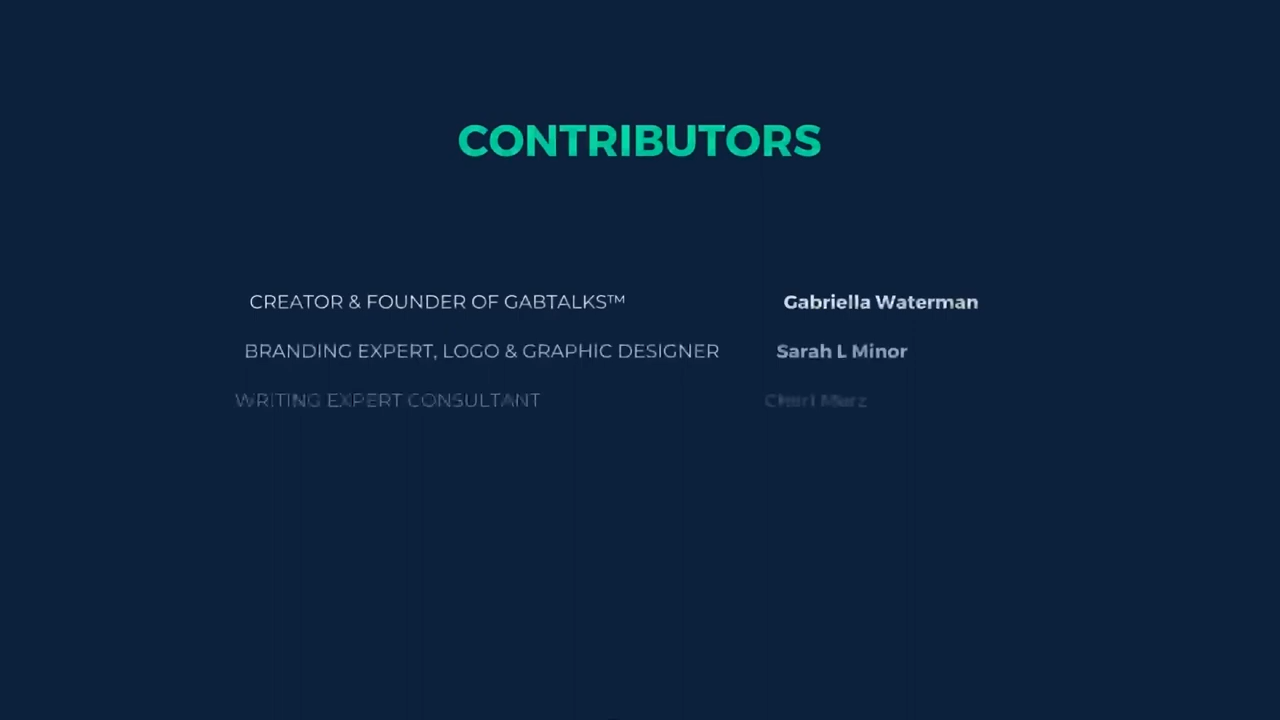 CONTRIBUTORS
CREATOR & FOUNDER OF GABTALKS™ Gabriella Waterman
BRANDING EXPERT, LOGO & GRAPHIC DESIGNER Sarah L Minor
WRITING EXPERT CONSULTANT